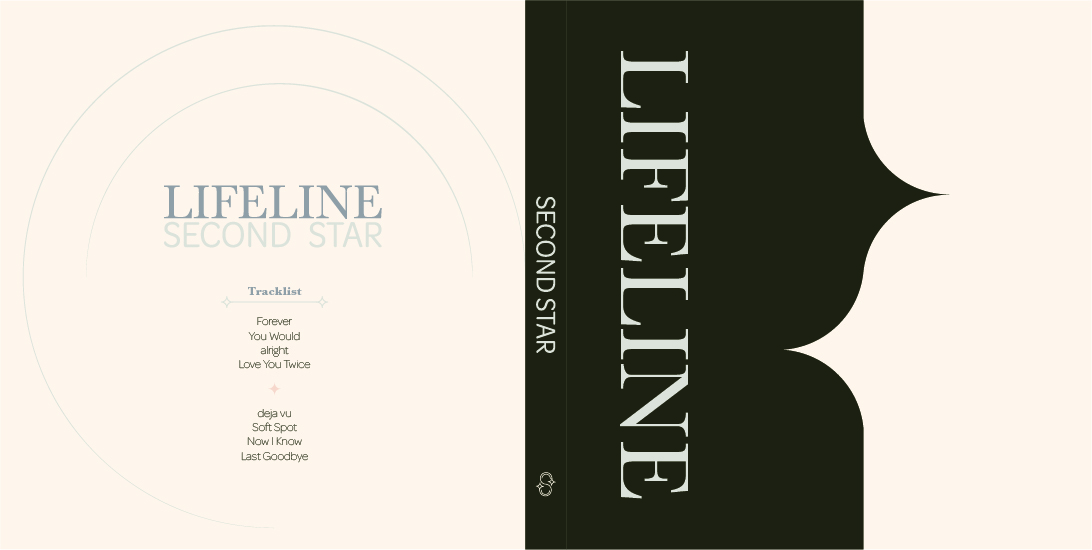 LIFELINE
SECOND STAR
Tracklist
Forever
You Would
alright
Love You Twice
deja vu
Soft Spot
Now I Know
Last Goodbye
SECOND STAR
LIFELINE